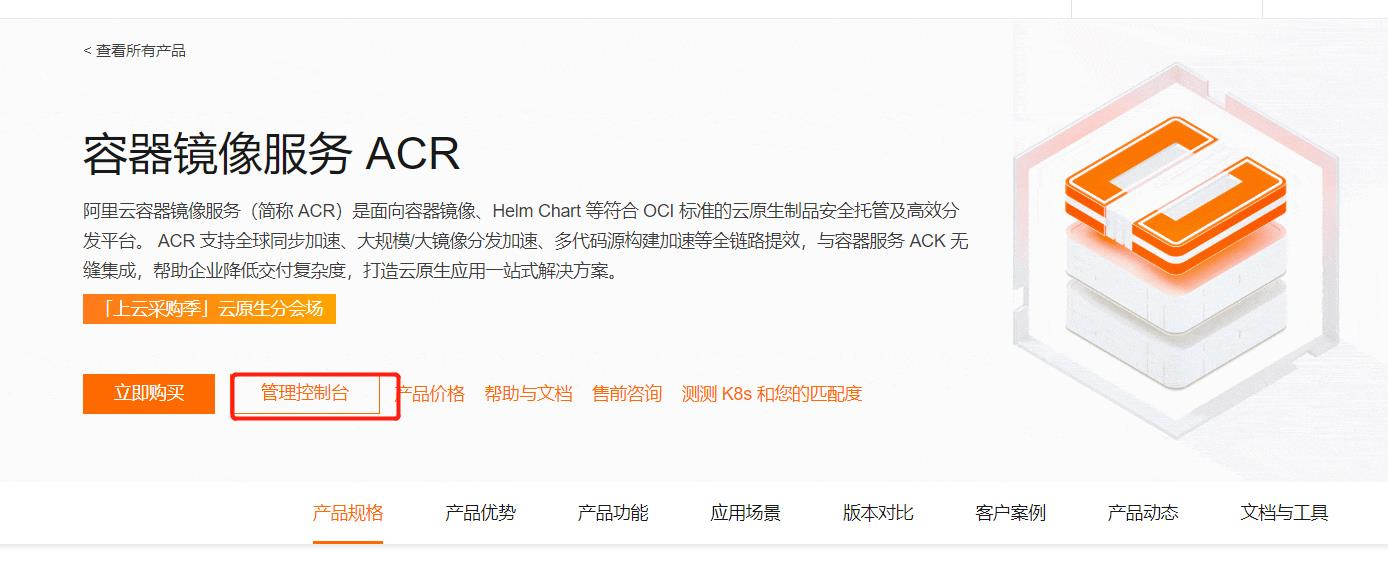 < 查看所有产品
容器镜像服务 ACR
阿里云容器镜像服务（简称 ACR）是面向容器镜像、Helm Chart 等符合 OCI 标准的云原生制品安全托管及高效分
发平台。 ACR 支持全球同步加速、大规模/大镜像分发加速、多代码源构建加速等全链路提效，与容器服务 ACK 无
缝集成，帮助企业降低交付复杂度，打造云原生应用一站式解决方案。
「上云采购季」云原生分会场
立即购买 管理控制台 产品价格 帮助与文档 售前咨询 测测 K8s 和您的匹配度
产品规格 产品优势 产品功能 应用场景 版本对比 客户案例 产品动态 文档与工具